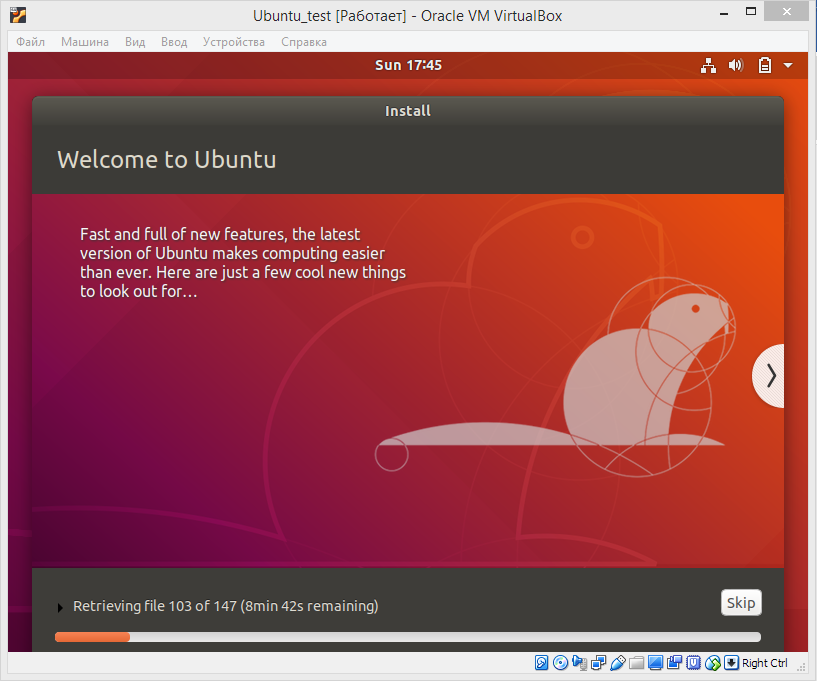 Ubuntu_test [Работает] - Oracle VM VirtualBox
Файл Машина Вид Ввод Устройства Справка
Sun 17:45
Install
Welcome to Ubuntu
Fast and full of new features, the latest
version of Ubuntu makes computing easier
than ever. Here are just a few cool new things
to look out for…
Retrieving file 103 of 147 (8min 42s remaining)
Skip
Right Ctrl